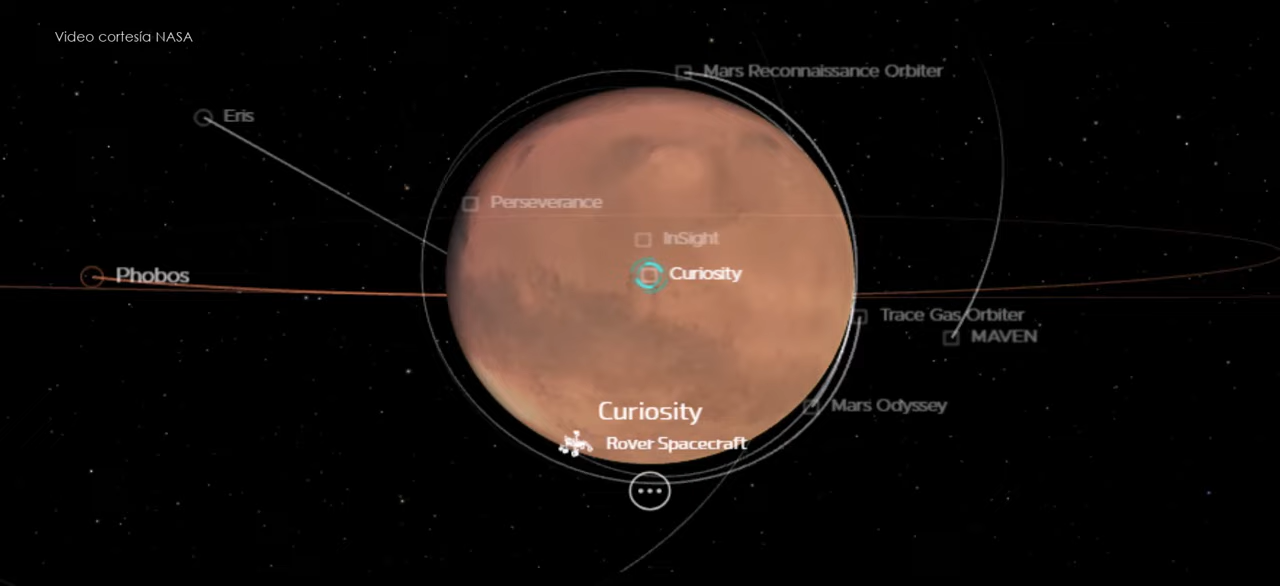 Video cortesía NASA
Mars Reconnaissance Orbiter
Eris
Perseverance
InSight
Phobos
Curiosity
Trace Gas Orbiter
MAVEN
Mars Odyssey
Curiosity
Rover Spacecraft